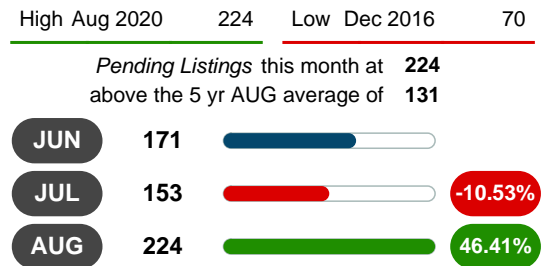 High Aug 2020 224 Low Dec 2016 70
Pending Listings this month at 224
above the 5 yr AUG average of 131
JUN 171
JUL 153 -10.53%
AUG 224 46.41%